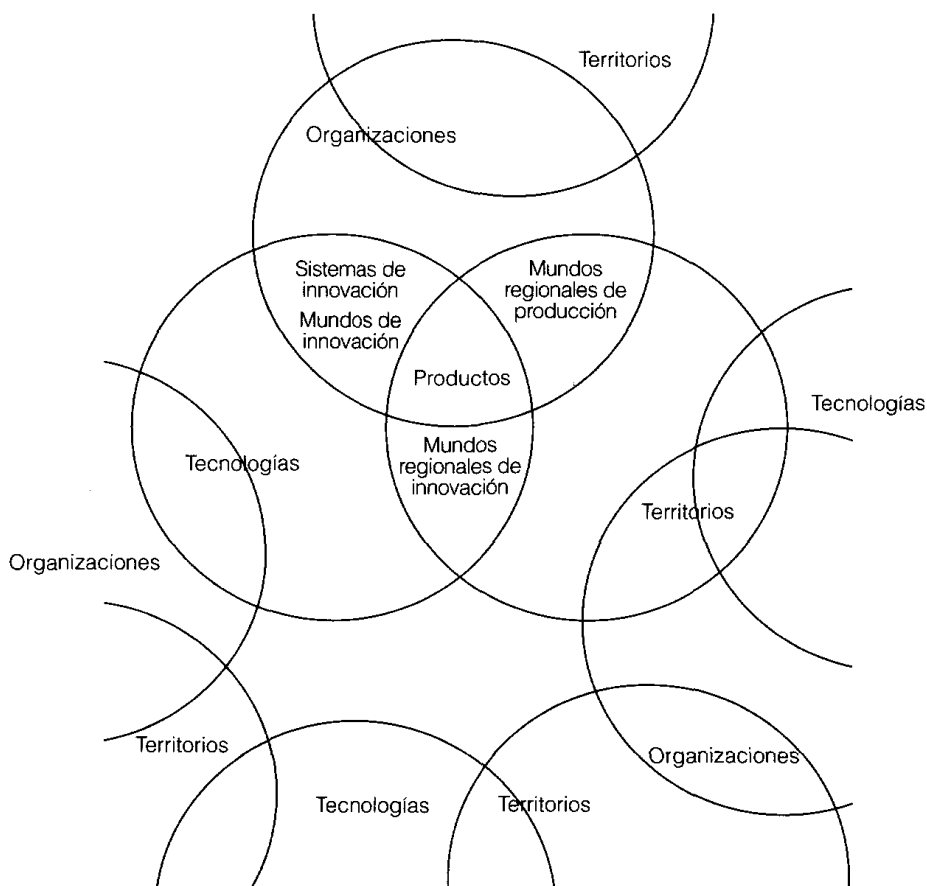 Territorios
Organizaciones
Sistemas de
innovación
Mundos de
innovación
Mundos
regionales de
producción
Productos
Tecnologías
Mundos
regionales de
innovación
Tecnologías
Territorios
Organizaciones
Territorios
Organizaciones
Tecnologías
Territorios